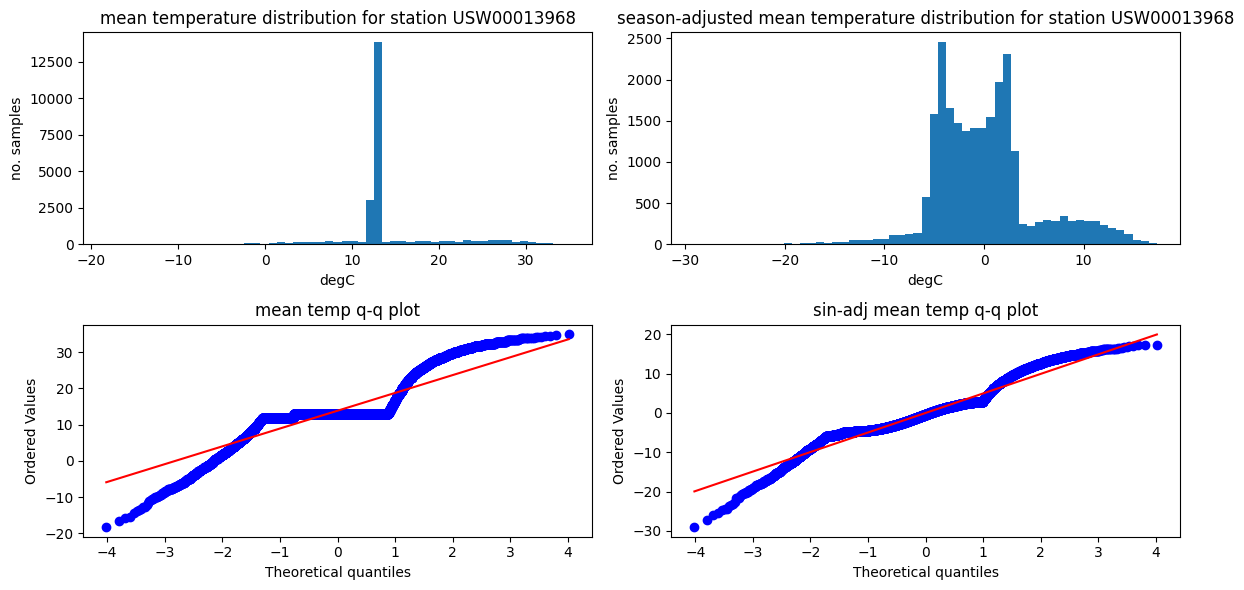 mean temperature distribution for station USW00013968
no. samples
12500
10000
7500
5000
2500
0
−20 −10 0 10 20 30
degC
season-adjusted mean temperature distribution for station USW00013968
no. samples
2500
2000
1500
1000
500
0
−30 −20 −10 0 10
degC
mean temp q-q plot
Ordered Values
30
20
10
0
−10
−20
−4 −3 −2 −1 0 1 2 3 4
Theoretical quantiles
sin-adj mean temp q-q plot
Ordered Values
20
10
0
−10
−20
−30
−4 −3 −2 −1 0 1 2 3 4
Theoretical quantiles